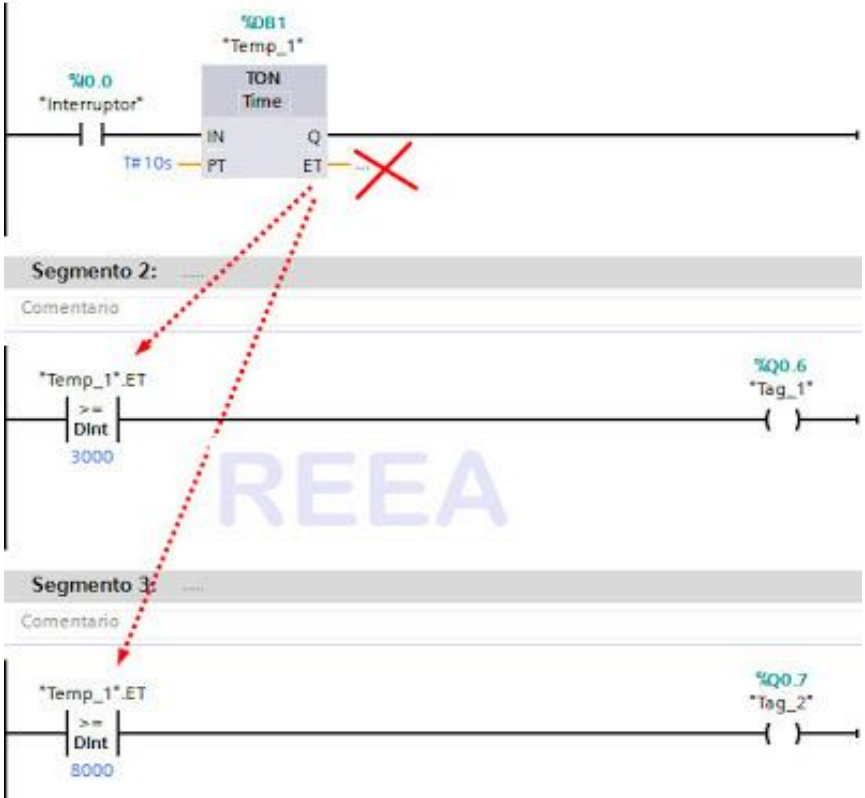 %DB1
"Temp_1"
%I0.0
"Interruptor"
TON
Time
IN Q
T#10s PT ET ...
Segmento 2: .....
Comentario
"Temp_1".ET
>=
DInt
3000
%Q0.6
"Tag_1"
REEA
Segmento 3: .....
Comentario
"Temp_1".ET
>=
DInt
8000
%Q0.7
"Tag_2"